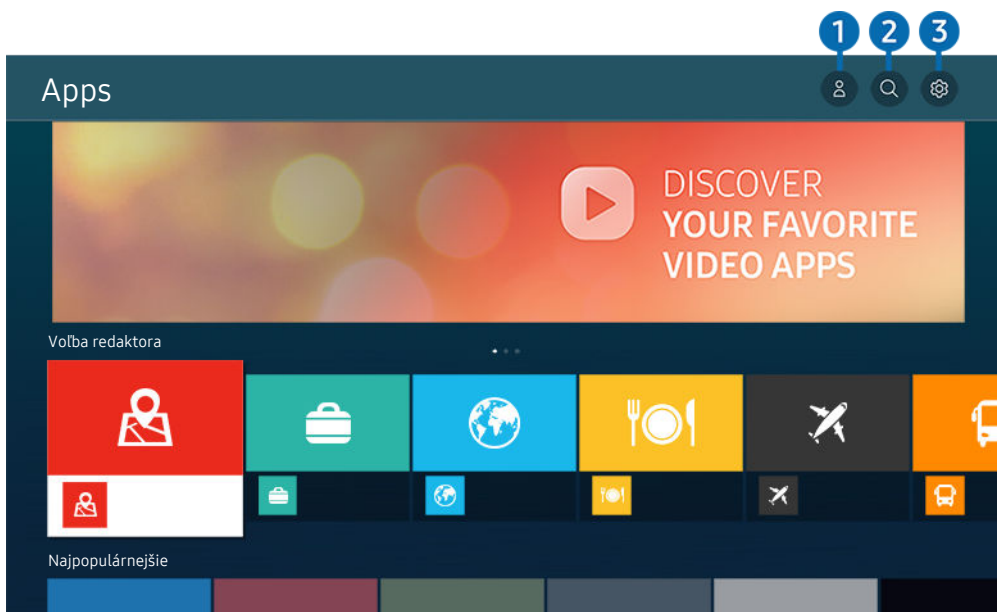 1 2 3
Apps
DISCOVER
YOUR FAVORITE
VIDEO APPS
Voľba redaktora
Najpopulárnejšie